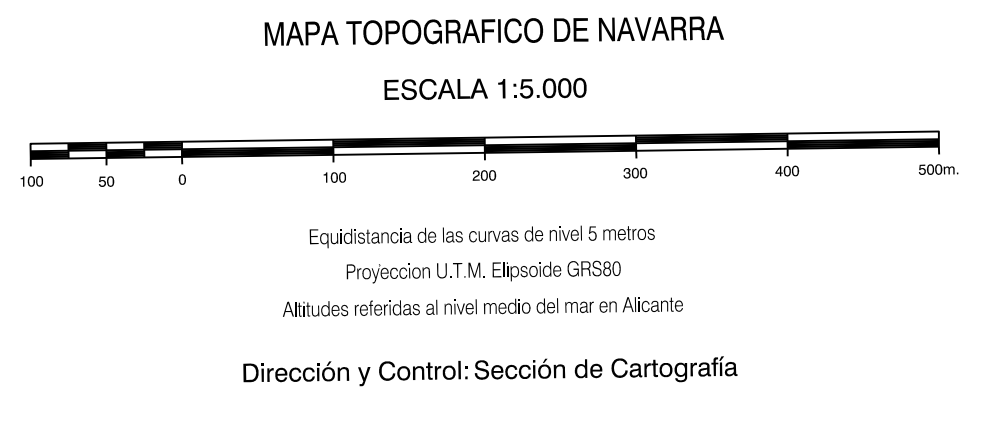 MAPA TOPOGRAFICO DE NAVARRA
ESCALA 1:5.000
100 50 0 100 200 300 400 500m.
Equidistancia de las curvas de nivel 5 metros
Proyeccion U.T.M. Elipsoide GRS80
Altitudes referidas al nivel medio del mar en Alicante
Dirección y Control: Sección de Cartografía